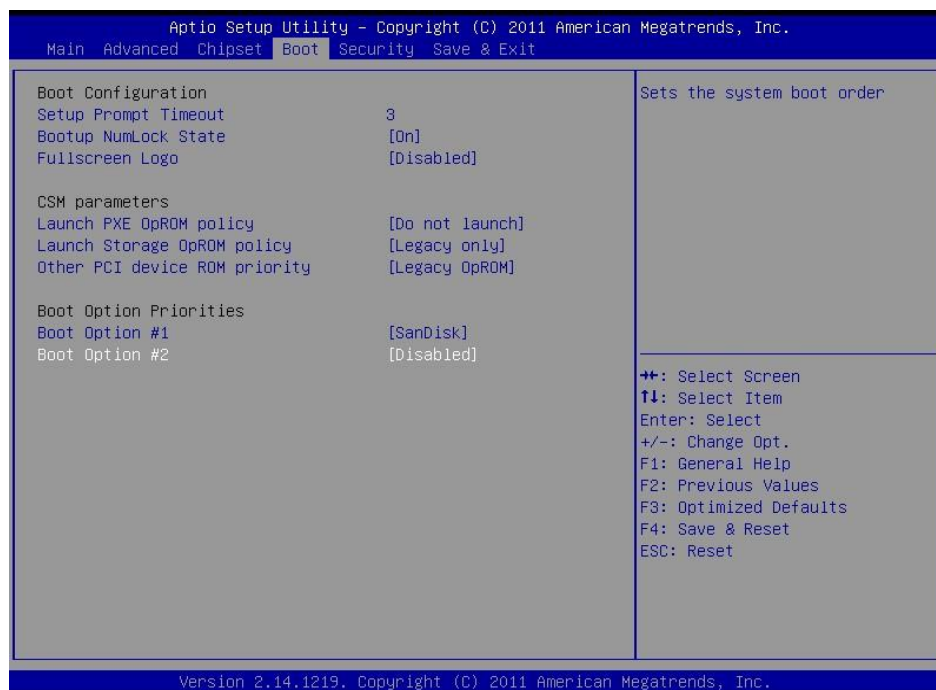 Aptio Setup Utility – Copyright (C) 2011 American Megatrends, Inc.
Main Advanced Chipset Boot Security Save & Exit
Boot Configuration
Setup Prompt Timeout 3
Bootup NumLock State [On]
Fullscreen Logo [Disabled]
CSM parameters
Launch PXE OpROM policy [Do not launch]
Launch Storage OpROM policy [Legacy only]
Other PCI device ROM priority [Legacy OpROM]
Boot Option Priorities
Boot Option #1 [SanDisk]
Boot Option #2 [Disabled]
Sets the system boot order
→←: Select Screen
↑↓: Select Item
Enter: Select
+/-: Change Opt.
F1: General Help
F2: Previous Values
F3: Optimized Defaults
F4: Save & Reset
ESC: Reset
Version 2.14.1219. Copyright (C) 2011 American Megatrends, Inc.